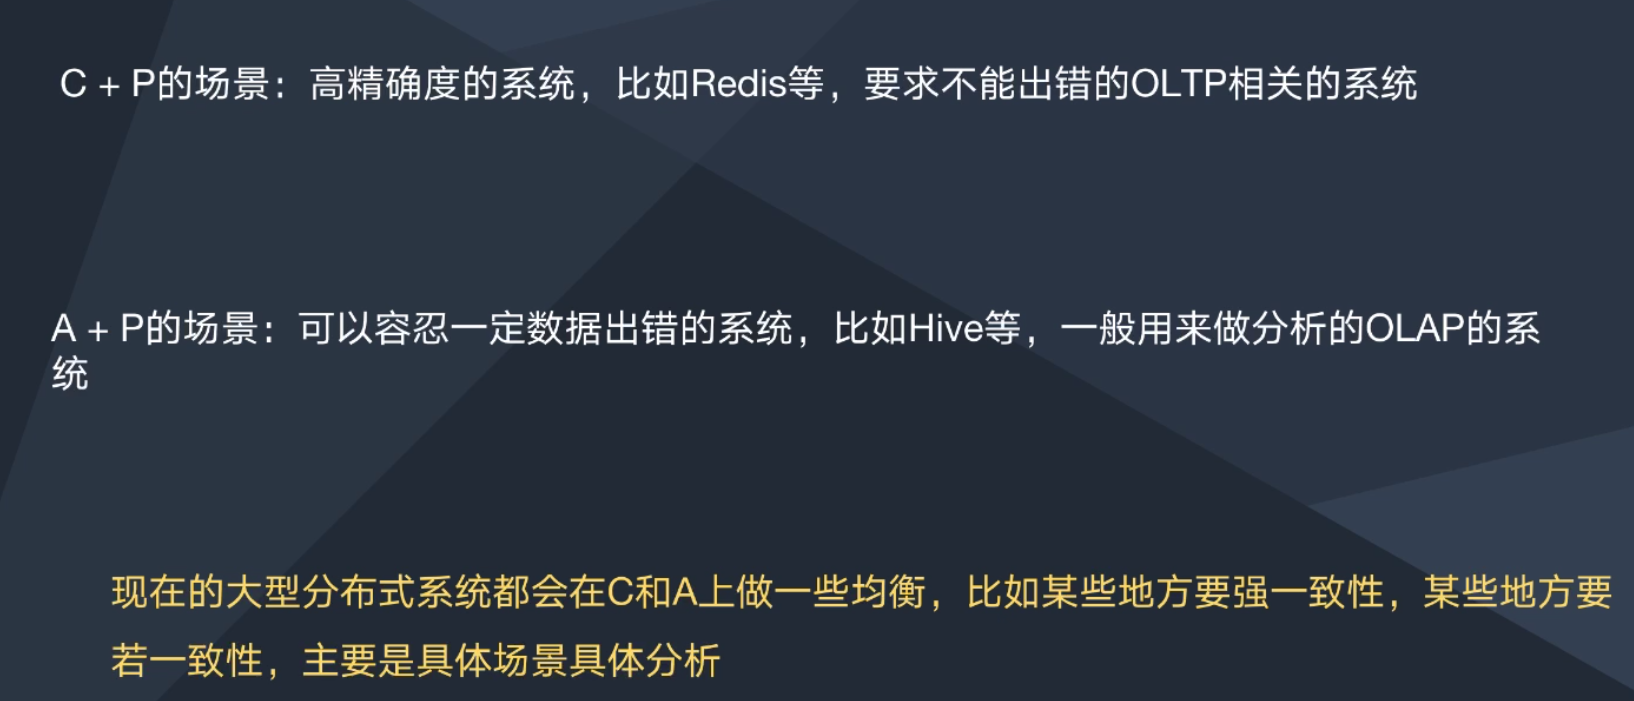 C + P的场景：高精确度的系统，比如Redis等，要求不能出错的OLTP相关的系统
A + P的场景：可以容忍一定数据出错的系统，比如Hive等，一般用来做分析的OLAP的系
统
现在的大型分布式系统都会在C和A上做一些均衡，比如某些地方要强一致性，某些地方要
若一致性，主要是具体场景具体分析